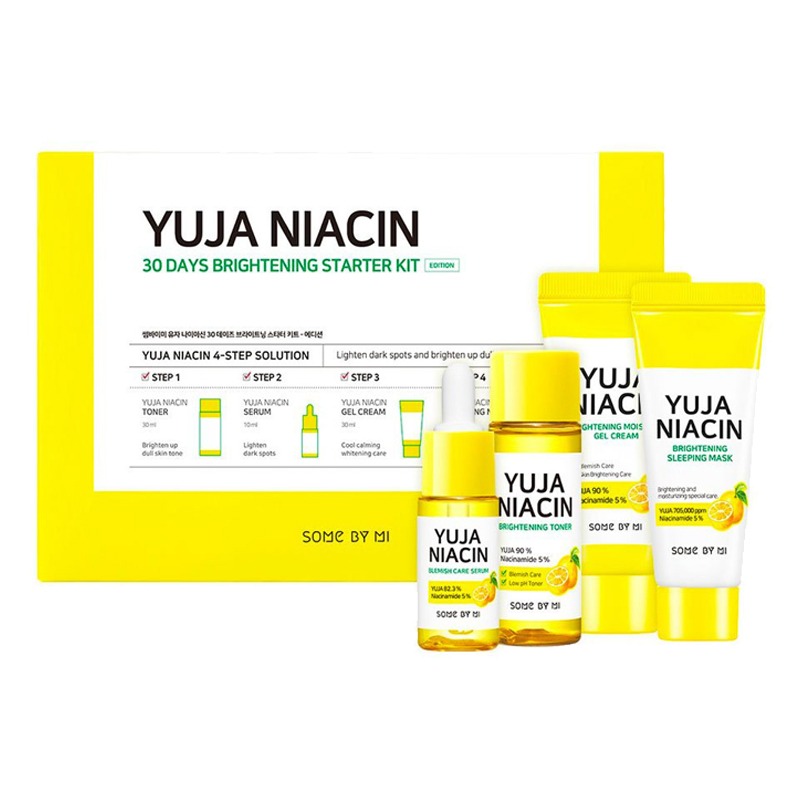 YUJA NIACIN
30 DAYS BRIGHTENING STARTER KIT EDITION
썸바이미 유자 나이아신 30 데이즈 브라이트닝 스타터 키트 - 에디션
YUJA NIACIN 4-STEP SOLUTION
Lighten dark spots and brighten up dull
STEP 1
YUJA NIACIN
TONER
30 ml
Brighten up
dull skin tone
STEP 2
YUJA NIACIN
SERUM
10 ml
Lighten
dark spots
STEP 3
YUJA NIACIN
GEL CREAM
30 ml
Cool calming
whitening care
4
SOME BY MI
YUJA
NIACIN
BLEMISH CARE SERUM
YUJA 82.3%
Niacinamide 5%
SOME BY MI
YUJA
NIACIN
BRIGHTENING TONER
YUJA 90%
Niacinamide 5%
Blemish Care
Low pH Toner
SOME BY MI
YUJA
NIACIN
GEL CREAM
Blemish Care
Brightening Care
90%
Niacinamide 5%
SOME BY MI
YUJA
NIACIN
BRIGHTENING
SLEEPING MASK
Brightening and
moisturizing special care
YUJA 705,000 ppm
Niacinamide 5%
SOME BY MI